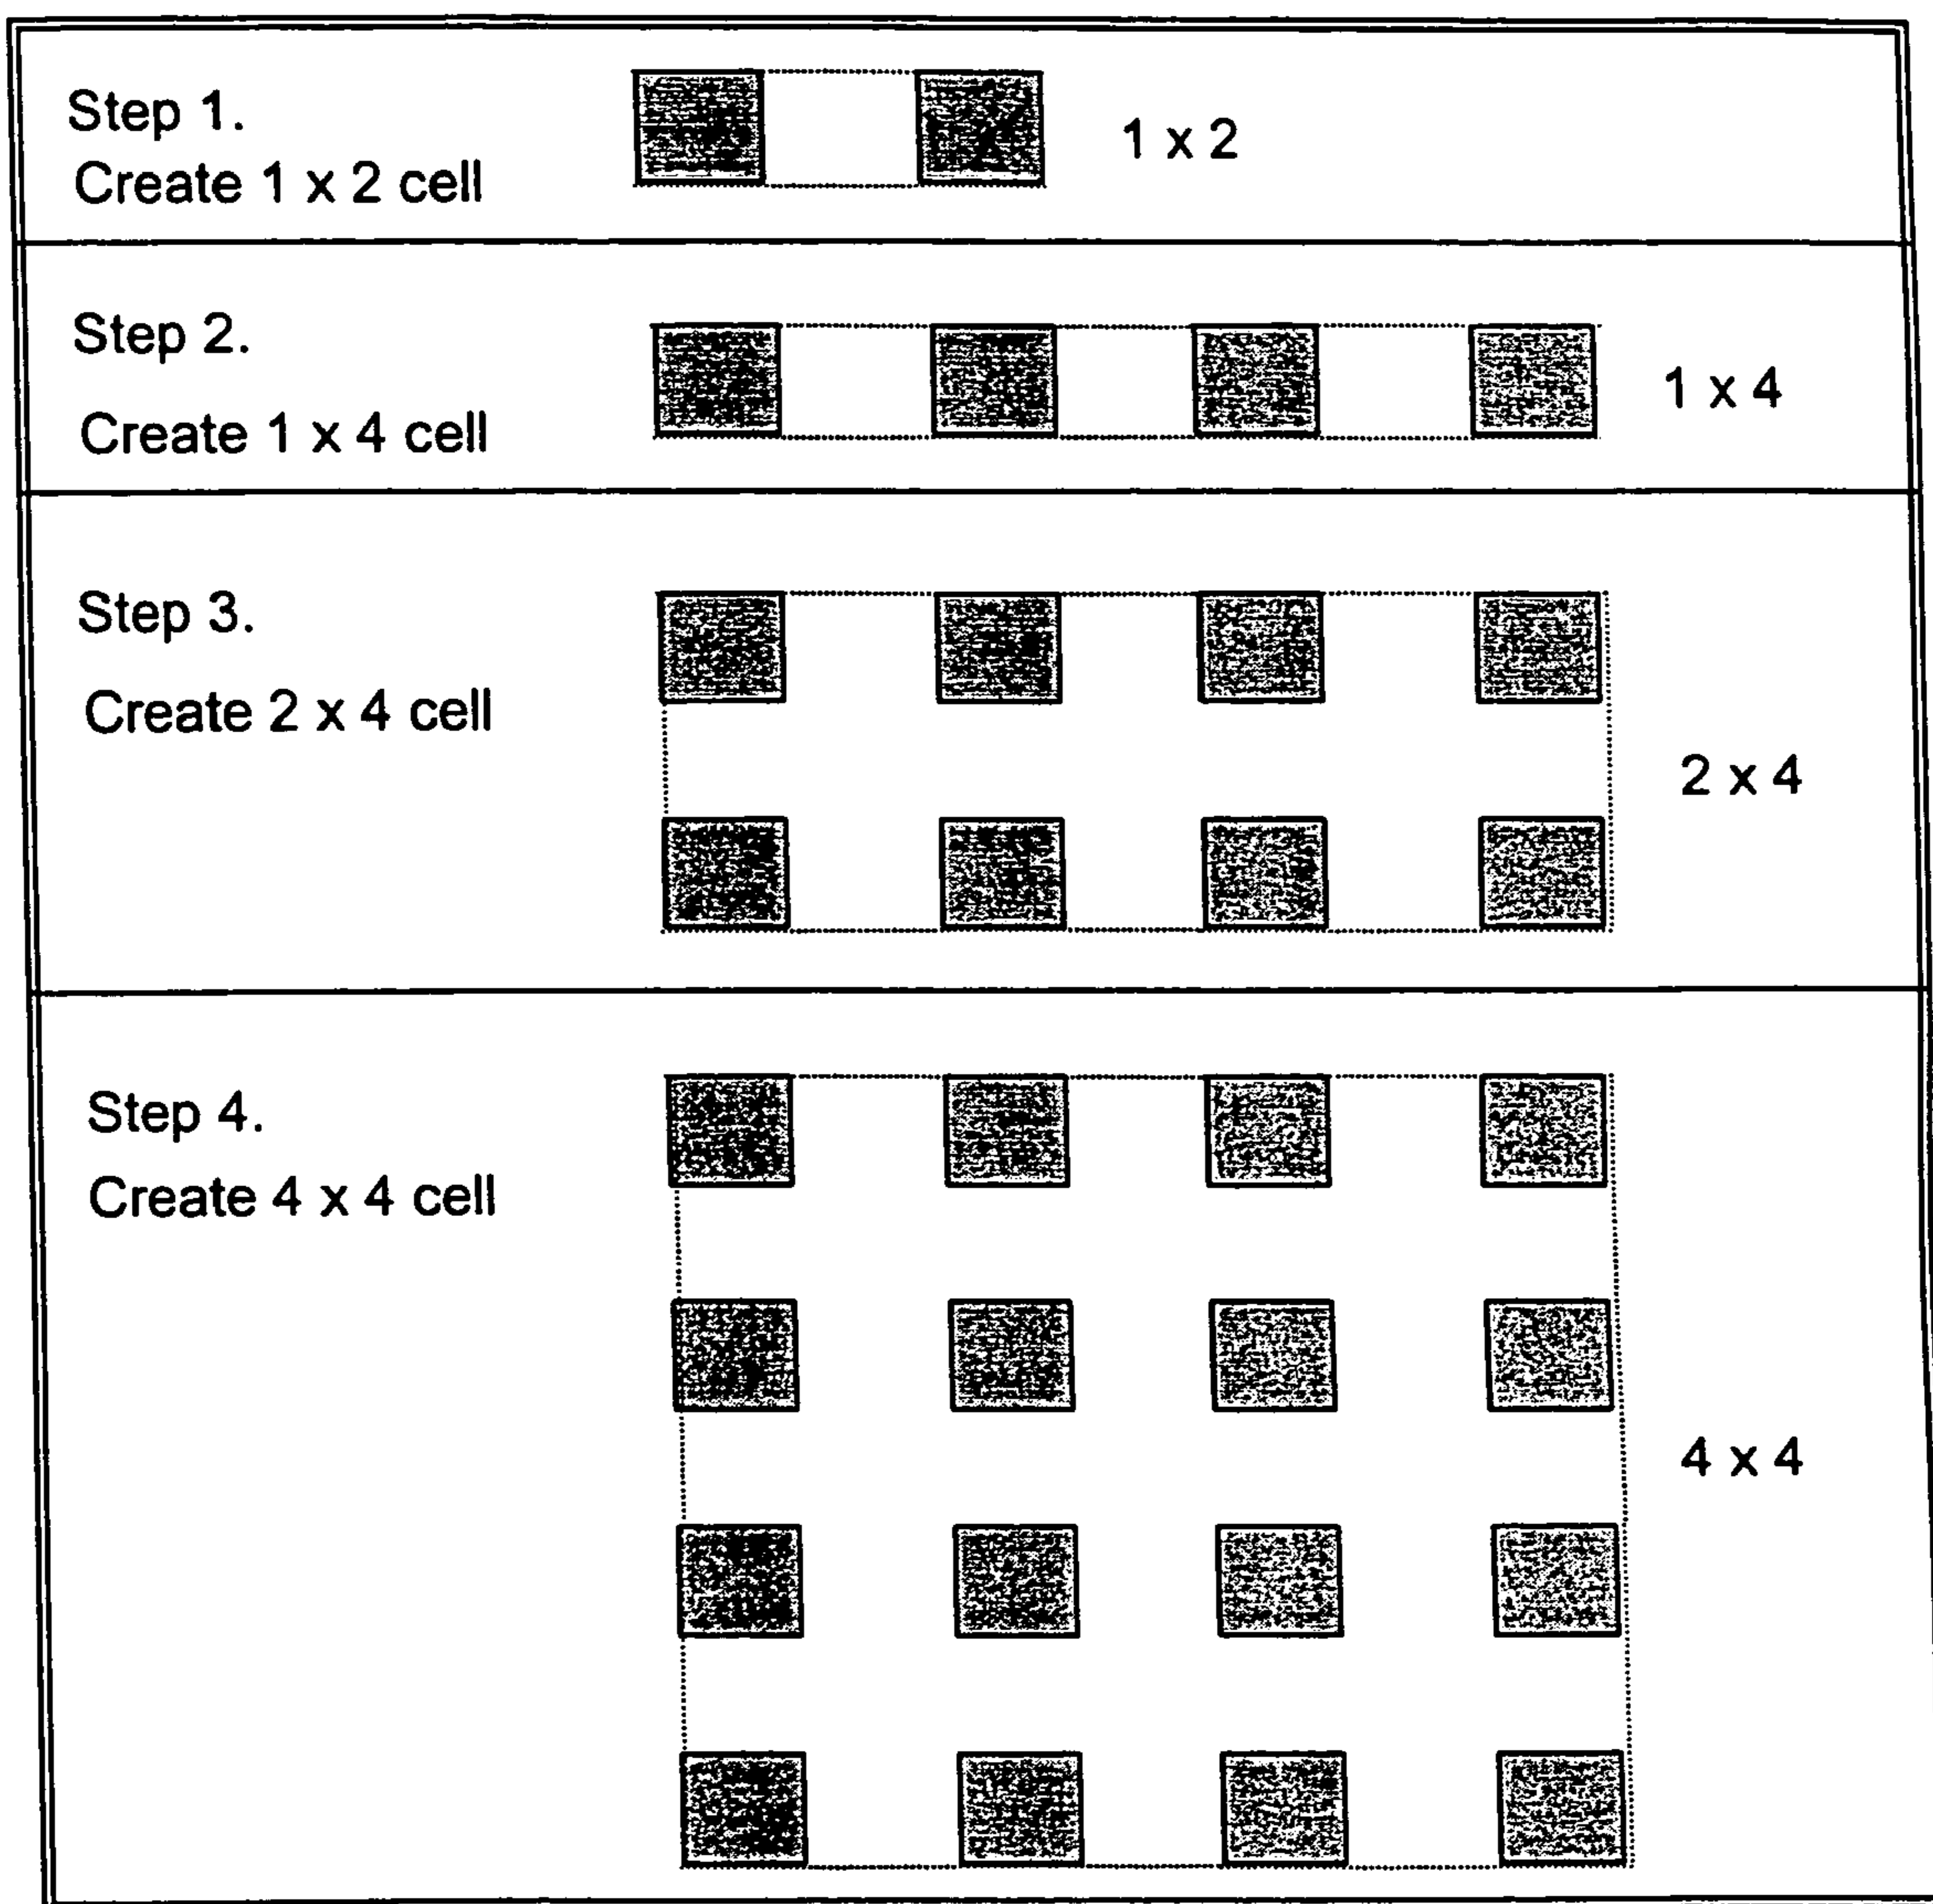 Step 1.
Create 1 x 2 cell
1 x 2
Step 2.
Create 1 x 4 cell
1 x 4
Step 3.
Create 2 x 4 cell
2 x 4
Step 4.
Create 4 x 4 cell
4 x 4